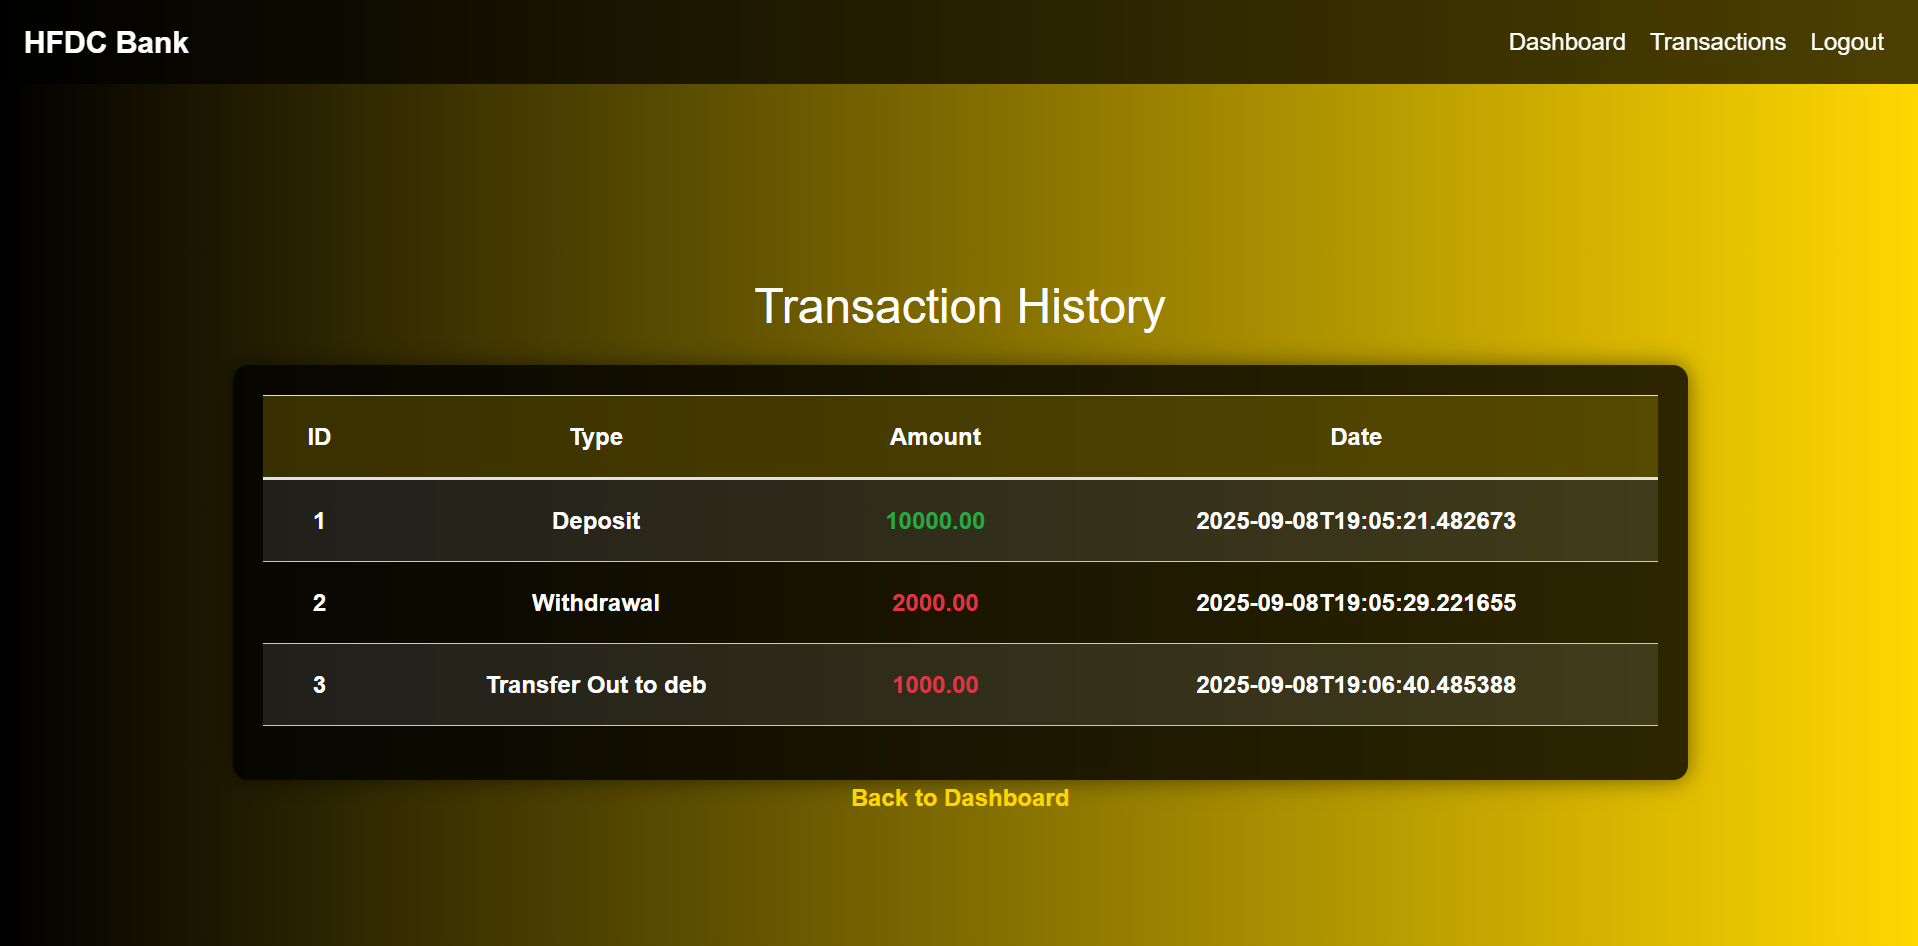 HFDC Bank
Dashboard Transactions Logout
Transaction History
ID Type Amount Date
1 Deposit 10000.00 2025-09-08T19:05:21.482673
2 Withdrawal 2000.00 2025-09-08T19:05:29.221655
3 Transfer Out to deb 1000.00 2025-09-08T19:06:40.485388
Back to Dashboard